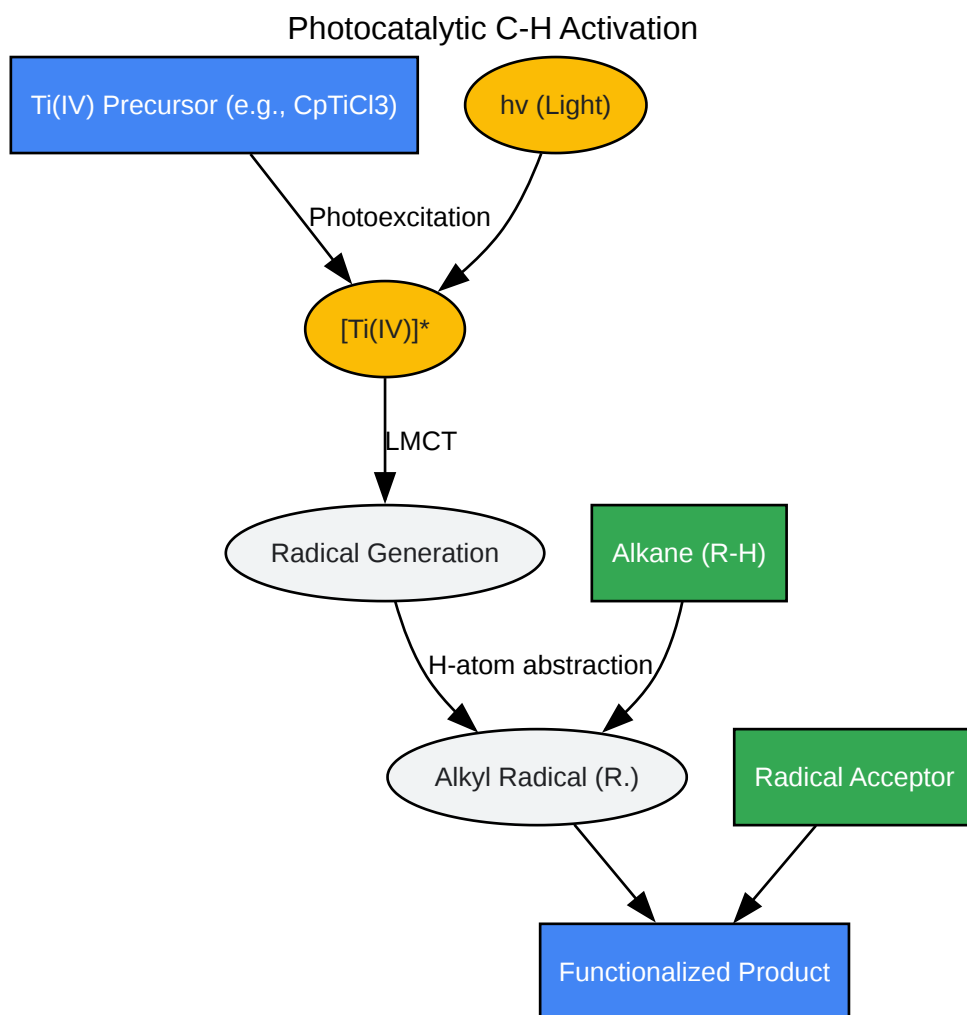 Photocatalytic C-H Activation
Ti(IV) Precursor (e.g., CpTiCl3)
hv (Light)
Photoexcitation
[Ti(IV)]*
LMCT
Radical Generation
Alkane (R-H)
H-atom abstraction
Alkyl Radical (R.)
Radical Acceptor
Functionalized Product